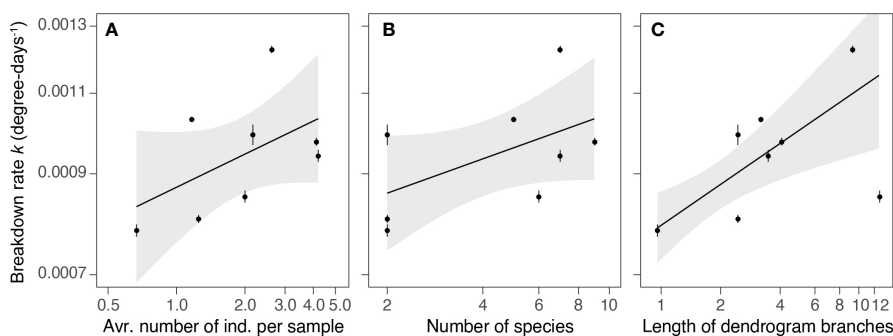 A
B
C
Breakdown rate k (degree-days⁻¹)
0.0013
0.0011
0.0009
0.0007
0.5 1.0 2.0 3.0 4.0 5.0
2 4 6 8 10
1 2 4 6 8 10 12
Avr. number of ind. per sample
Number of species
Length of dendrogram branches